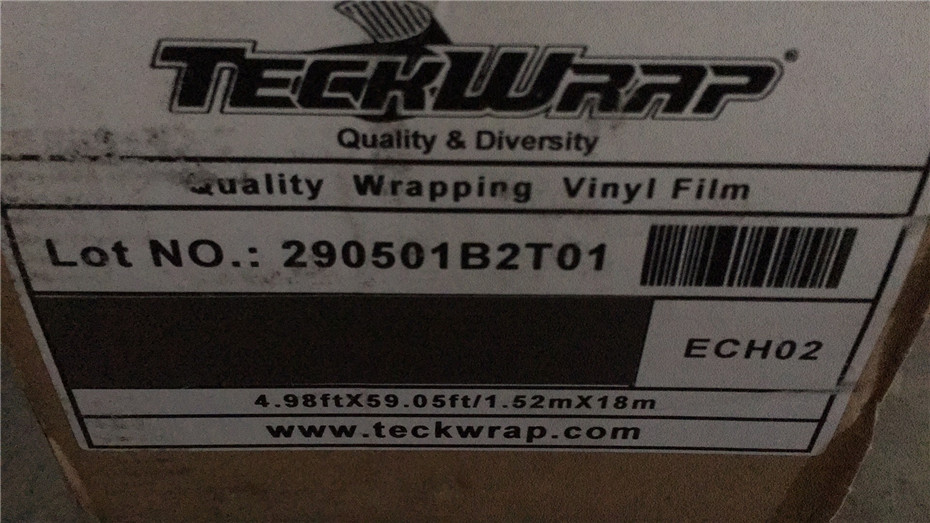 TECKWRAP®
Quality & Diversity
Quality Wrapping Vinyl Film
Lot NO.: 290501B2T01
ECH02
4.98ftX59.05ft/1.52mX18m
www.teckwrap.com